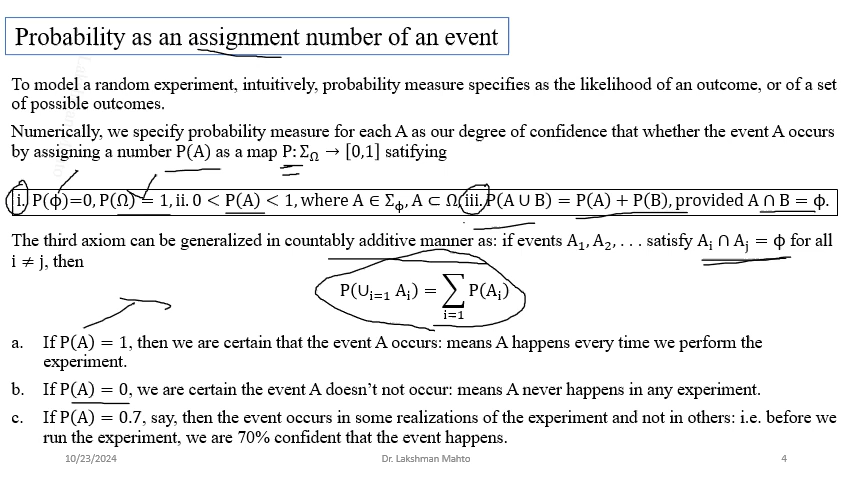 Probability as an assignment number of an event
To model a random experiment, intuitively, probability measure specifies as the likelihood of an outcome, or of a set
of possible outcomes.
Numerically, we specify probability measure for each A as our degree of confidence that whether the event A occurs
by assigning a number P(A) as a map P: Σ_Ω → [0,1] satifying
i. P(ϕ)=0, P(Ω) = 1, ii. 0 < P(A) < 1, where A ∈ Σ_ϕ, A ⊂ Ω iii. P(A ∪ B) = P(A) + P(B), provided A ∩ B = ϕ.
The third axiom can be generalized in countably additive manner as: if events A₁, A₂, . . . satisfy Aᵢ ∩ Aⱼ = ϕ for all
i ≠ j, then
P(U_{i=1} Aᵢ) = ∑_{i=1} P(Aᵢ)
a. If P(A) = 1, then we are certain that the event A occurs: means A happens every time we perform the
experiment.
b. If P(A) = 0, we are certain the event A doesn’t not occur: means A never happens in any experiment.
c. If P(A) = 0.7, say, then the event occurs in some realizations of the experiment and not in others: i.e. before we
run the experiment, we are 70% confident that the event happens.
10/23/2024 Dr. Lakshman Mahto 4